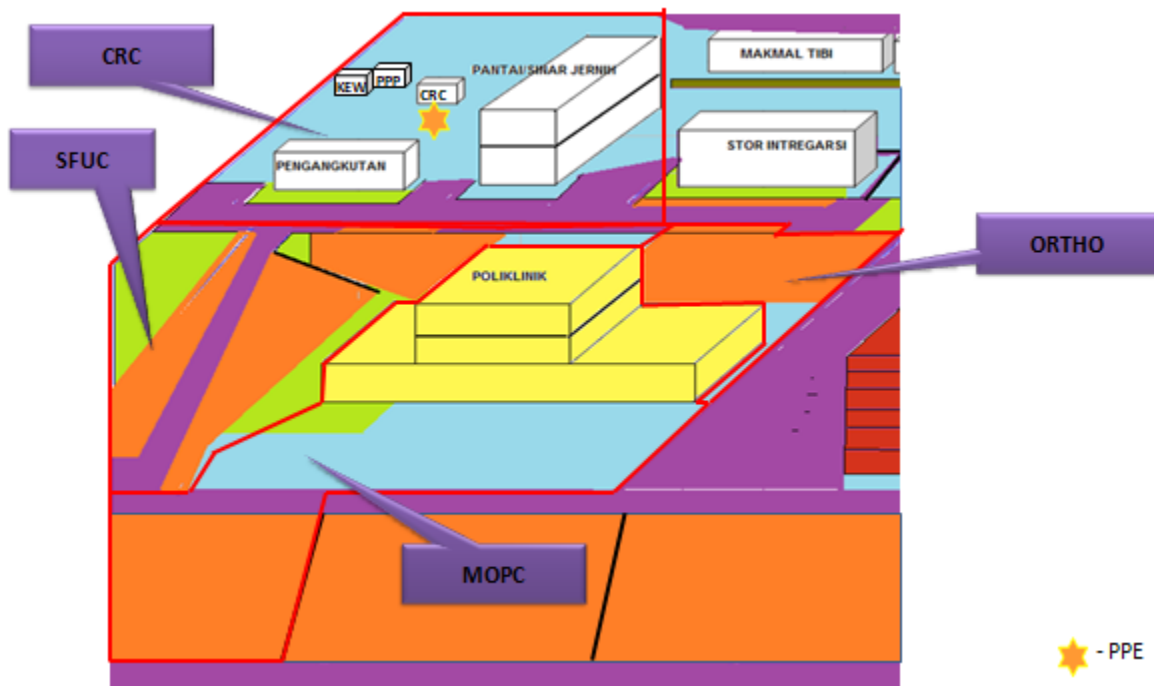 CRC
MAKMAL TIBI
PANTAI/SINAR JERNIH
KEW
PPP
CRC
SFUC
STOR INTREGARSI
PENGANGKUTAN
ORTHO
POLIKLINIK
MOPC
- PPE